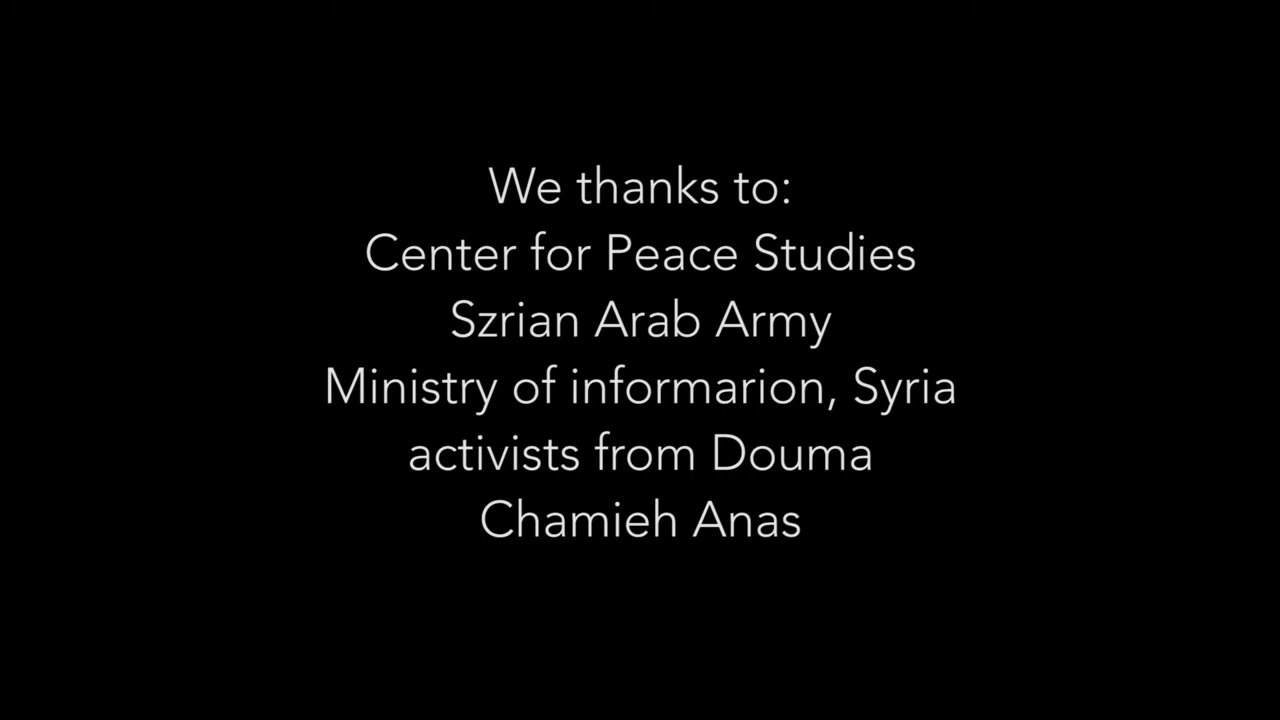 We thanks to:
Center for Peace Studies
Szrian Arab Army
Ministry of informarion, Syria
activists from Douma
Chamieh Anas